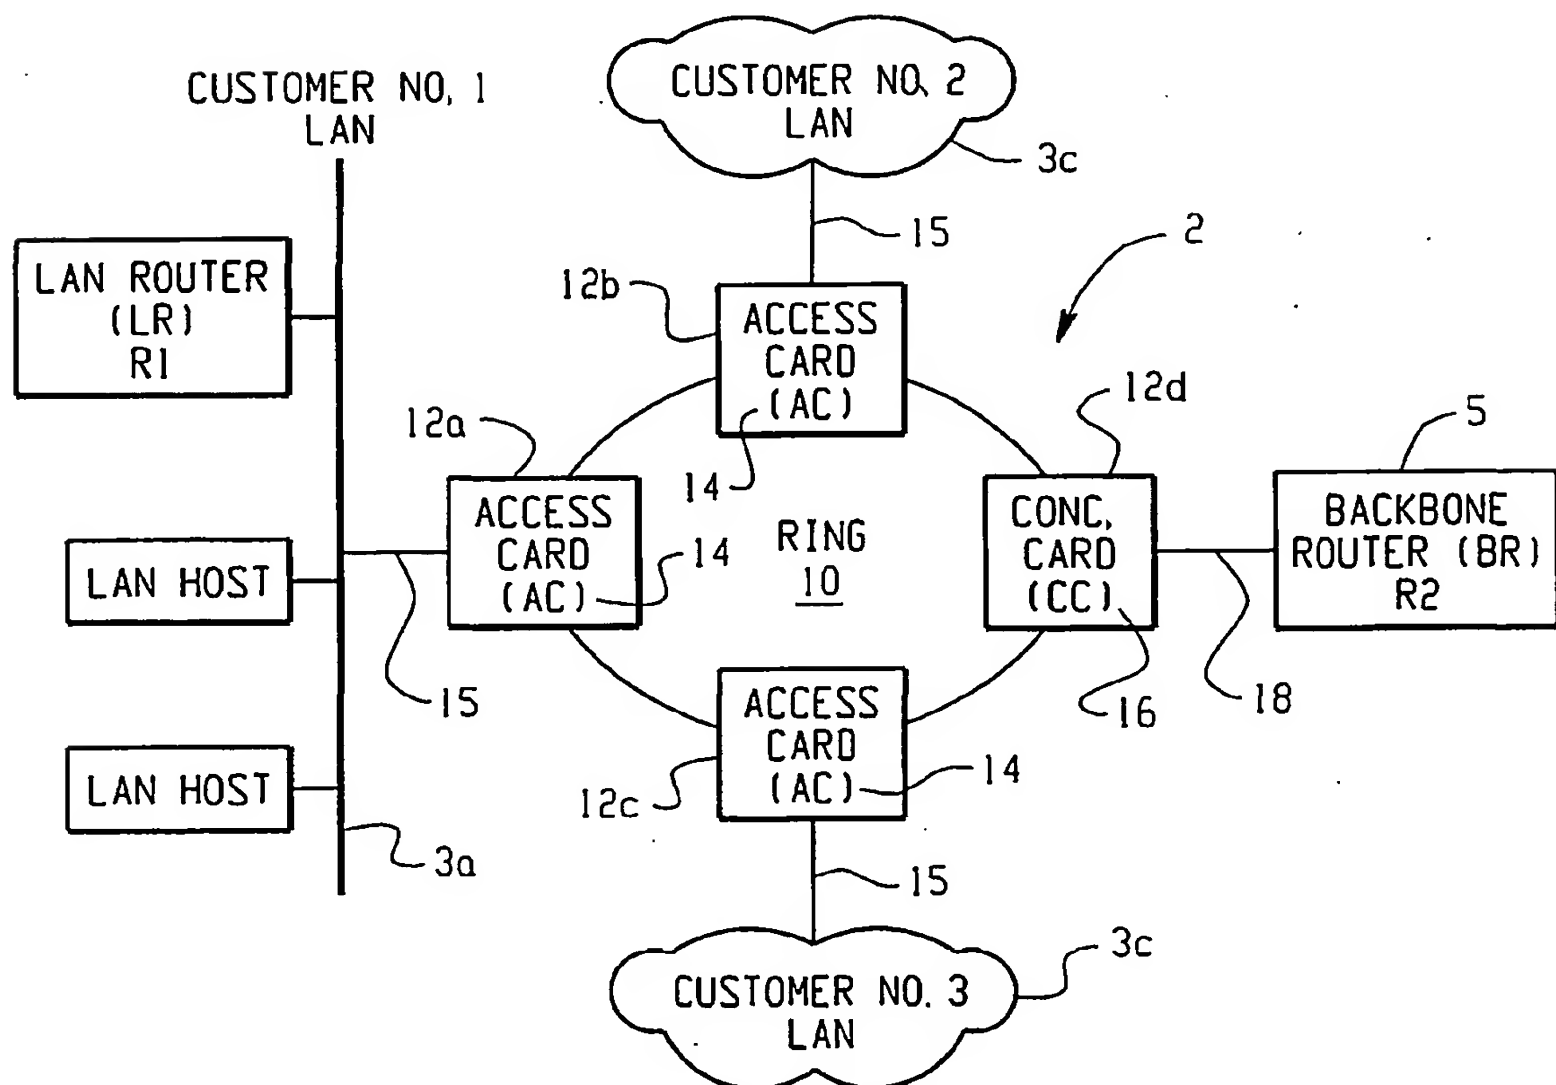 CUSTOMER NO. 1
LAN
CUSTOMER NO. 2
LAN
3c
15
2
LAN ROUTER
(LR)
R1
12b
ACCESS
CARD
(AC)
14
12a
ACCESS
CARD
(AC)
14
RING
10
12d
CONC.
CARD
(CC)
16
5
BACKBONE
ROUTER (BR)
R2
18
LAN HOST
15
LAN HOST
3a
12c
ACCESS
CARD
(AC)
14
15
3c
CUSTOMER NO. 3
LAN